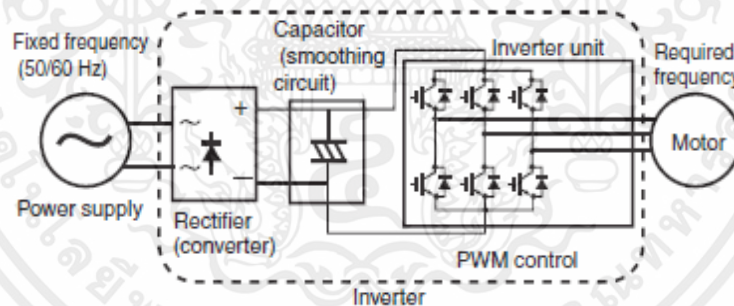 Fixed frequency
(50/60 Hz)
Power supply
Rectifier
(converter)
Capacitor
(smoothing
circuit)
Inverter unit
PWM control
Inverter
Required
frequency
Motor
+
−
~
~